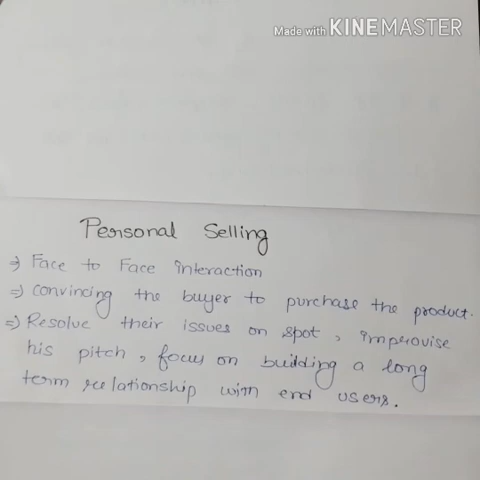 Made with KINEMASTER
Personal Selling
⇒ Face to Face interaction
⇒ convincing the buyer to purchase the product.
⇒ Resolve their issues on spot, improvise
his pitch, focus on building a long
term relationship with end users.